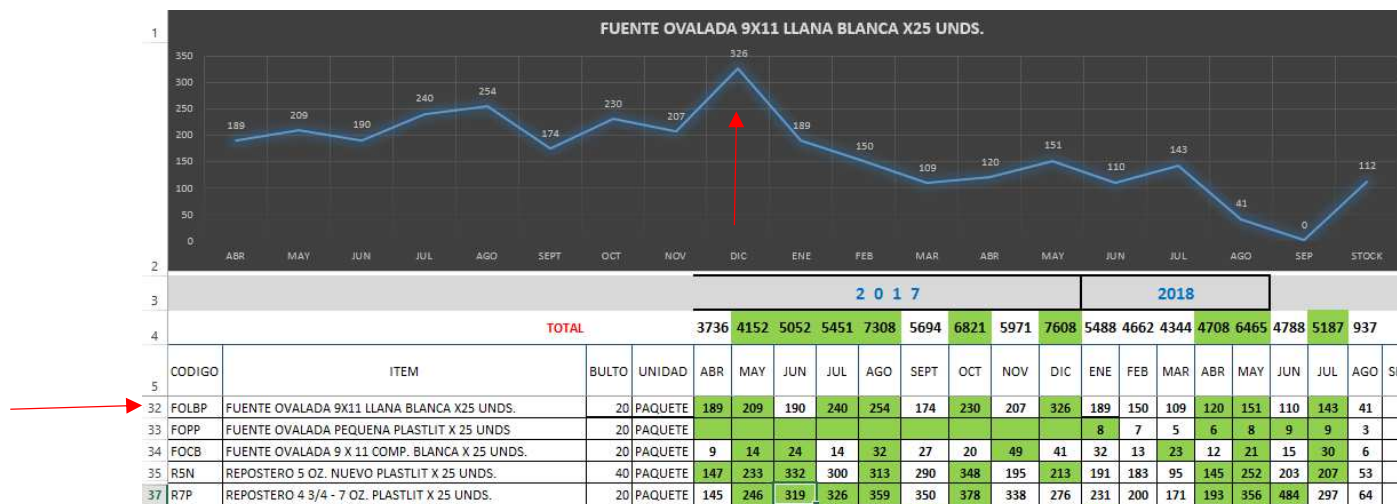 1
FUENTE OVALADA 9X11 LLANA BLANCA X25 UNDS.
350
300
250
200
150
100
50
0
189 209 190 240 254 174 230 207 326 189 150 109 120 151 110 143 41 0 112
ABR MAY JUN JUL AGO SEPT OCT NOV DIC ENE FEB MAR ABR MAY JUN JUL AGO SEP STOCK
2
3 2 0 1 7 2018
4 TOTAL 3736 4152 5052 5451 7308 5694 6821 5971 7608 5488 4662 4344 4708 6465 4788 5187 937
5 CODIGO ITEM BULTO UNIDAD ABR MAY JUN JUL AGO SEPT OCT NOV DIC ENE FEB MAR ABR MAY JUN JUL AGO
32 FOLBP FUENTE OVALADA 9X11 LLANA BLANCA X25 UNDS. 20 PAQUETE 189 209 190 240 254 174 230 207 326 189 150 109 120 151 110 143 41
33 FOPP FUENTE OVALADA PEQUENA PLASTLIT X 25 UNDS 20 PAQUETE 8 7 5 6 8 9 9 3
34 FOCB FUENTE OVALADA 9 X 11 COMP. BLANCA X 25 UNDS. 20 PAQUETE 9 14 24 14 32 27 20 49 41 32 13 23 12 21 15 30 6
35 R5N REPOSTERO 5 OZ. NUEVO PLASTLIT X 25 UNDS. 40 PAQUETE 147 233 332 300 313 290 348 195 213 191 183 95 145 252 203 207 53
37 R7P REPOSTERO 4 3/4 - 7 OZ. PLASTLIT X 25 UNDS. 20 PAQUETE 145 246 319 326 359 350 378 338 276 231 200 171 193 356 484 297 64